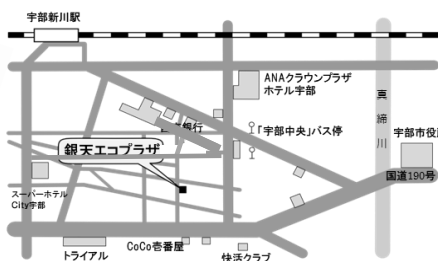 宇部新川駅
ANAクラウンプラザ
ホテル宇部
銀行
「宇部中央」バス停
真締川
宇部市役所
銀天エコプラザ
国道190号
スーパーホテル
City宇部
トライアル
CoCo壱番屋
快活クラブ